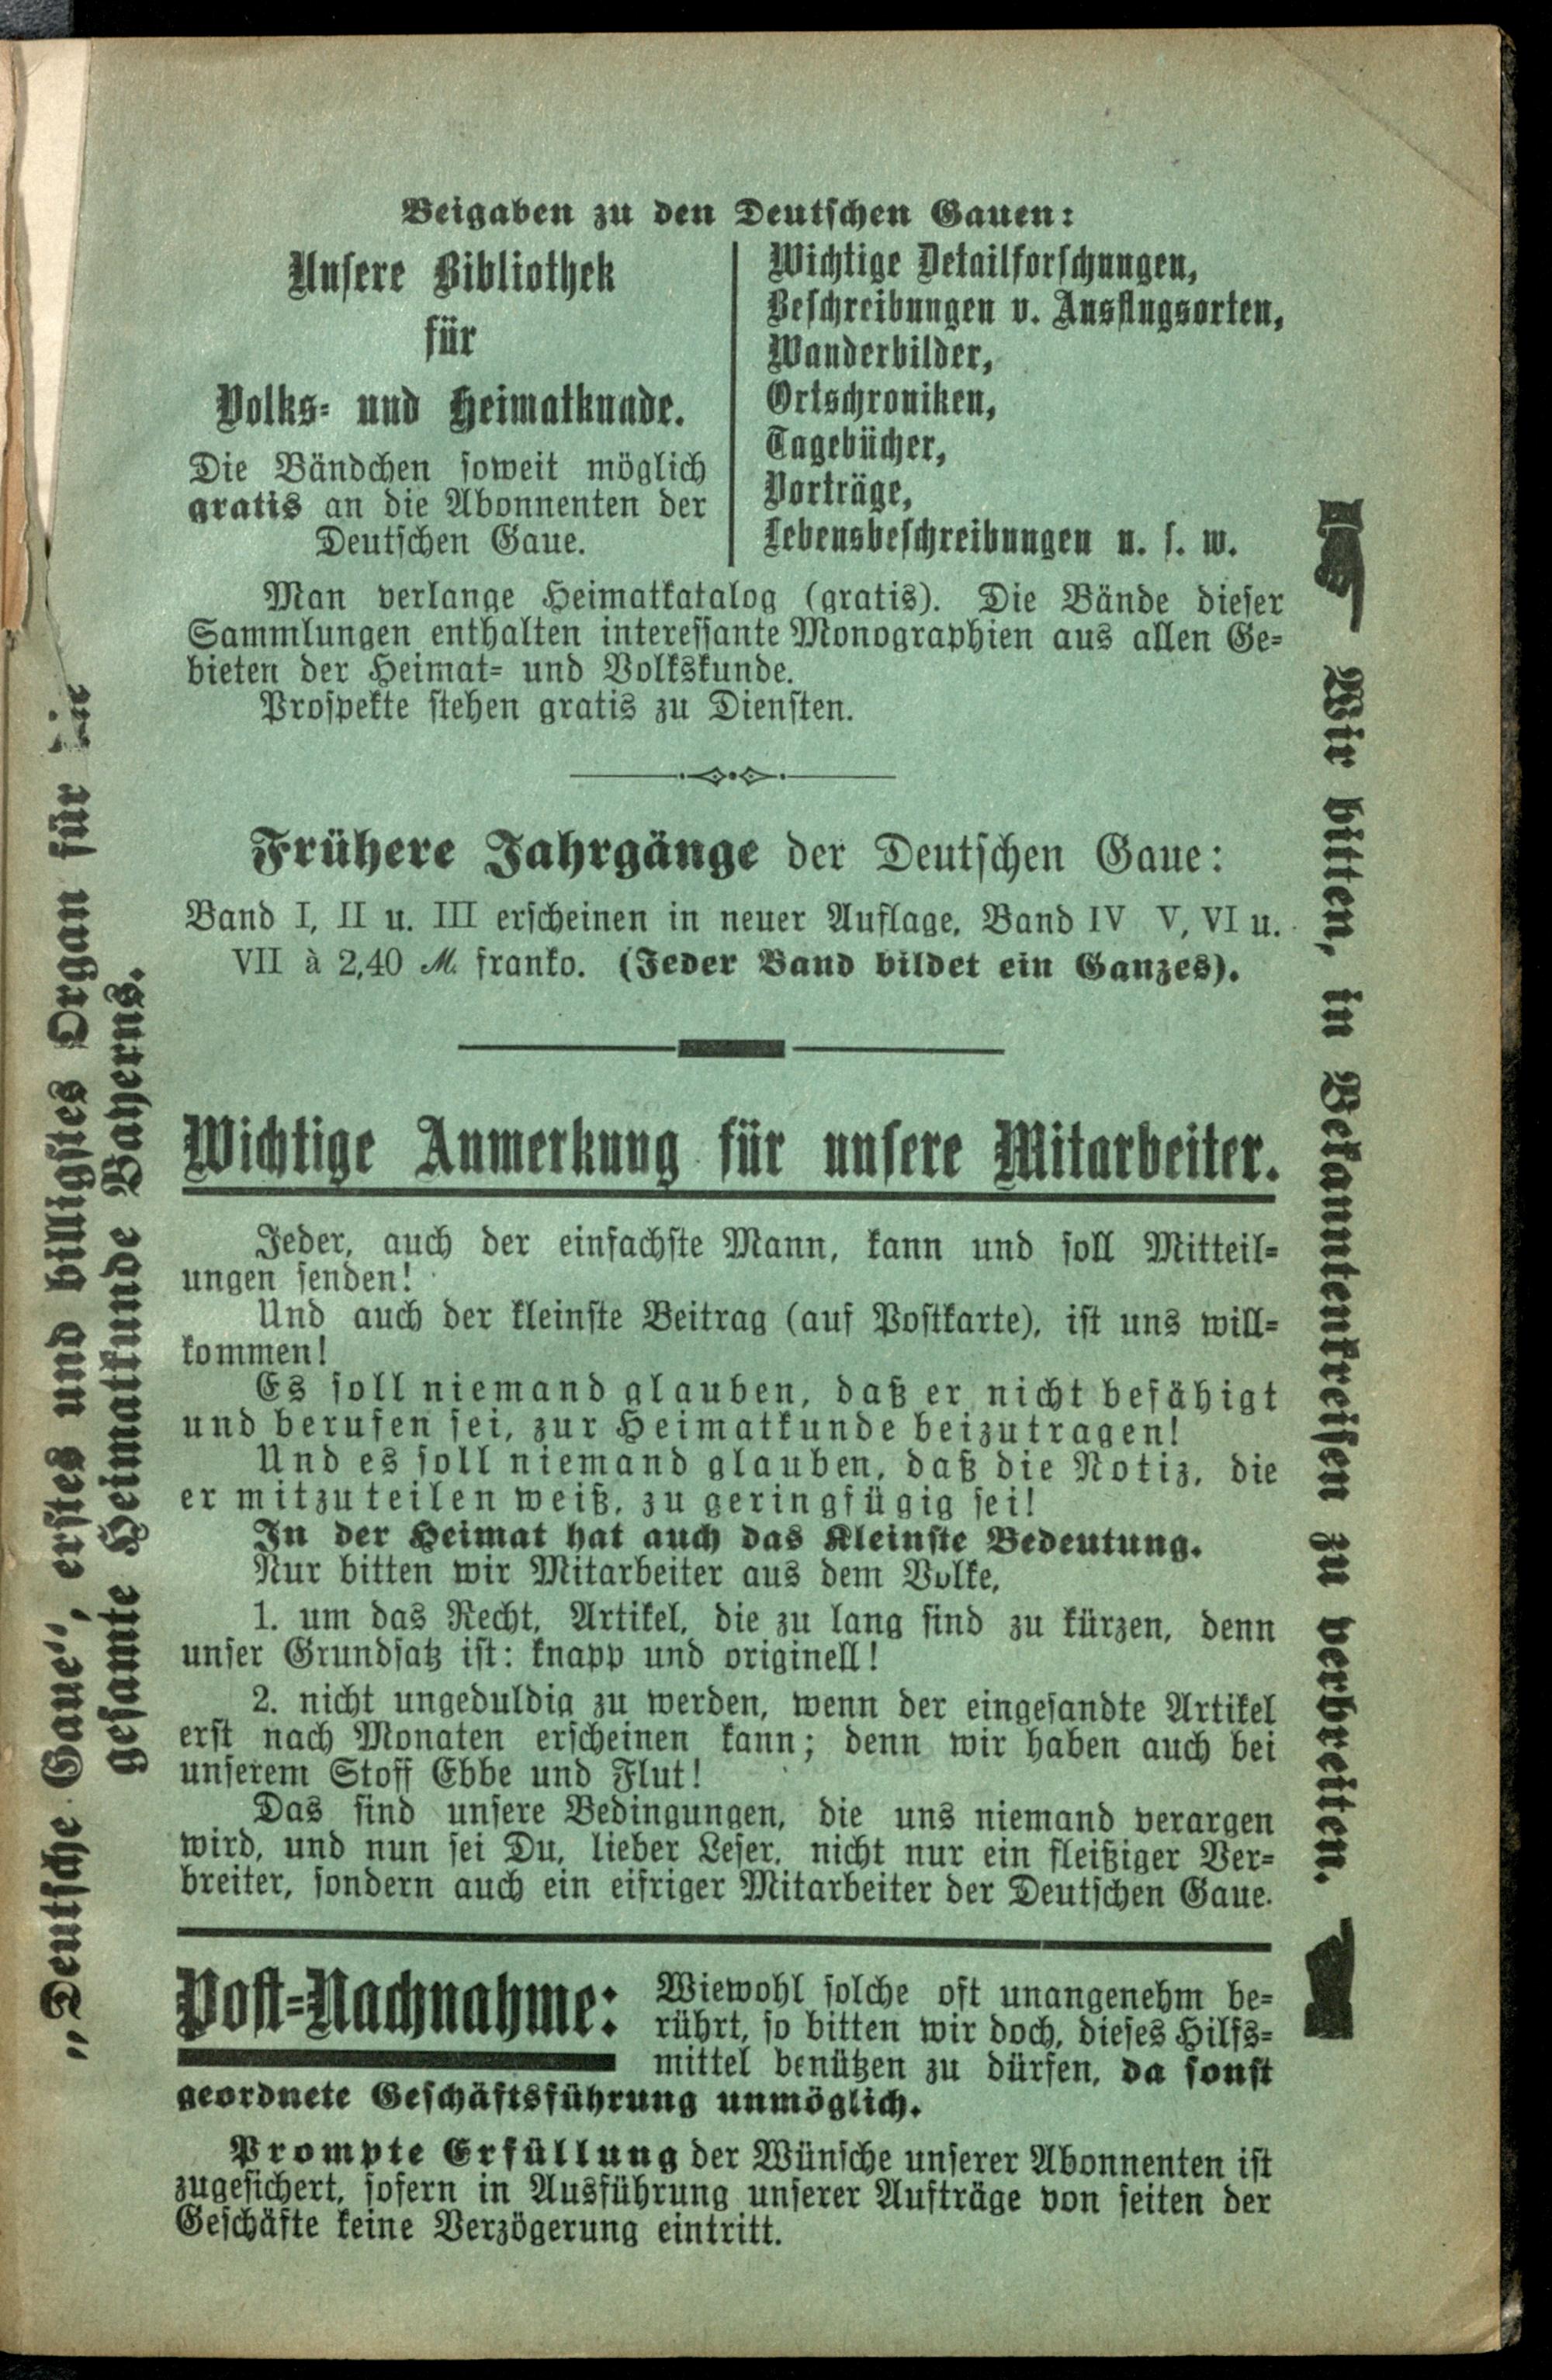 Beigaben zu den Deutschen Gauen:
Unsere Bibliothek
für
Volks- und Heimatkunde.
Die Bändchen soweit möglich
gratis an die Abonnenten der
Deutschen Gaue.
Wichtige Detailforschungen,
Beschreibungen v. Ausflugsorten,
Wanderbilder,
Ortschroniken,
Tagebücher,
Vorträge,
Lebensbeschreibungen u. s. w.
Man verlange Heimatkatalog (gratis). Die Bände dieser
Sammlungen enthalten interessante Monographien aus allen Ge-
bieten der Heimat- und Volkskunde.
Prospekte stehen gratis zu Diensten.
Frühere Jahrgänge der Deutschen Gaue:
Band I, II u. III erscheinen in neuer Auflage, Band IV V, VI u.
VII à 2,40 M. franko. (Jeder Band bildet ein Ganzes).
Wichtige Anmerkung für unsere Mitarbeiter.
Jeder, auch der einfachste Mann, kann und soll Mitteil-
ungen senden!
Und auch der kleinste Beitrag (auf Postkarte), ist uns will-
kommen!
Es soll niemand glauben, daß er nicht befähigt
und berufen sei, zur Heimatkunde beizutragen!
Und es soll niemand glauben, daß die Notiz, die
er mitzuteilen weiß, zu geringfügig sei!
In der Heimat hat auch das Kleinste Bedeutung.
Nur bitten wir Mitarbeiter aus dem Volke,
1. um das Recht, Artikel, die zu lang sind zu kürzen, denn
unser Grundsatz ist: knapp und originell!
2. nicht ungeduldig zu werden, wenn der eingesandte Artikel
erst nach Monaten erscheinen kann; denn wir haben auch bei
unserem Stoff Ebbe und Flut!
Das sind unsere Bedingungen, die uns niemand verargen
wird, und nun sei Du, lieber Leser, nicht nur ein fleißiger Ver-
breiter, sondern auch ein eifriger Mitarbeiter der Deutschen Gaue.
Post-Nachnahme:
Wiewohl solche oft unangenehm be-
rührt, so bitten wir doch, dieses Hilfs-
mittel benützen zu dürfen, da sonst
geordnete Geschäftsführung unmöglich.
Prompte Erfüllung der Wünsche unserer Abonnenten ist
zugesichert, sofern in Ausführung unserer Aufträge von seiten der
Geschäfte keine Verzögerung eintritt.
„Deutsche Gaue", erstes und billigstes Organ für die
gesamte Heimatkunde Bayerns.
Wir bitten, in Bekanntenkreisen zu verbreiten.